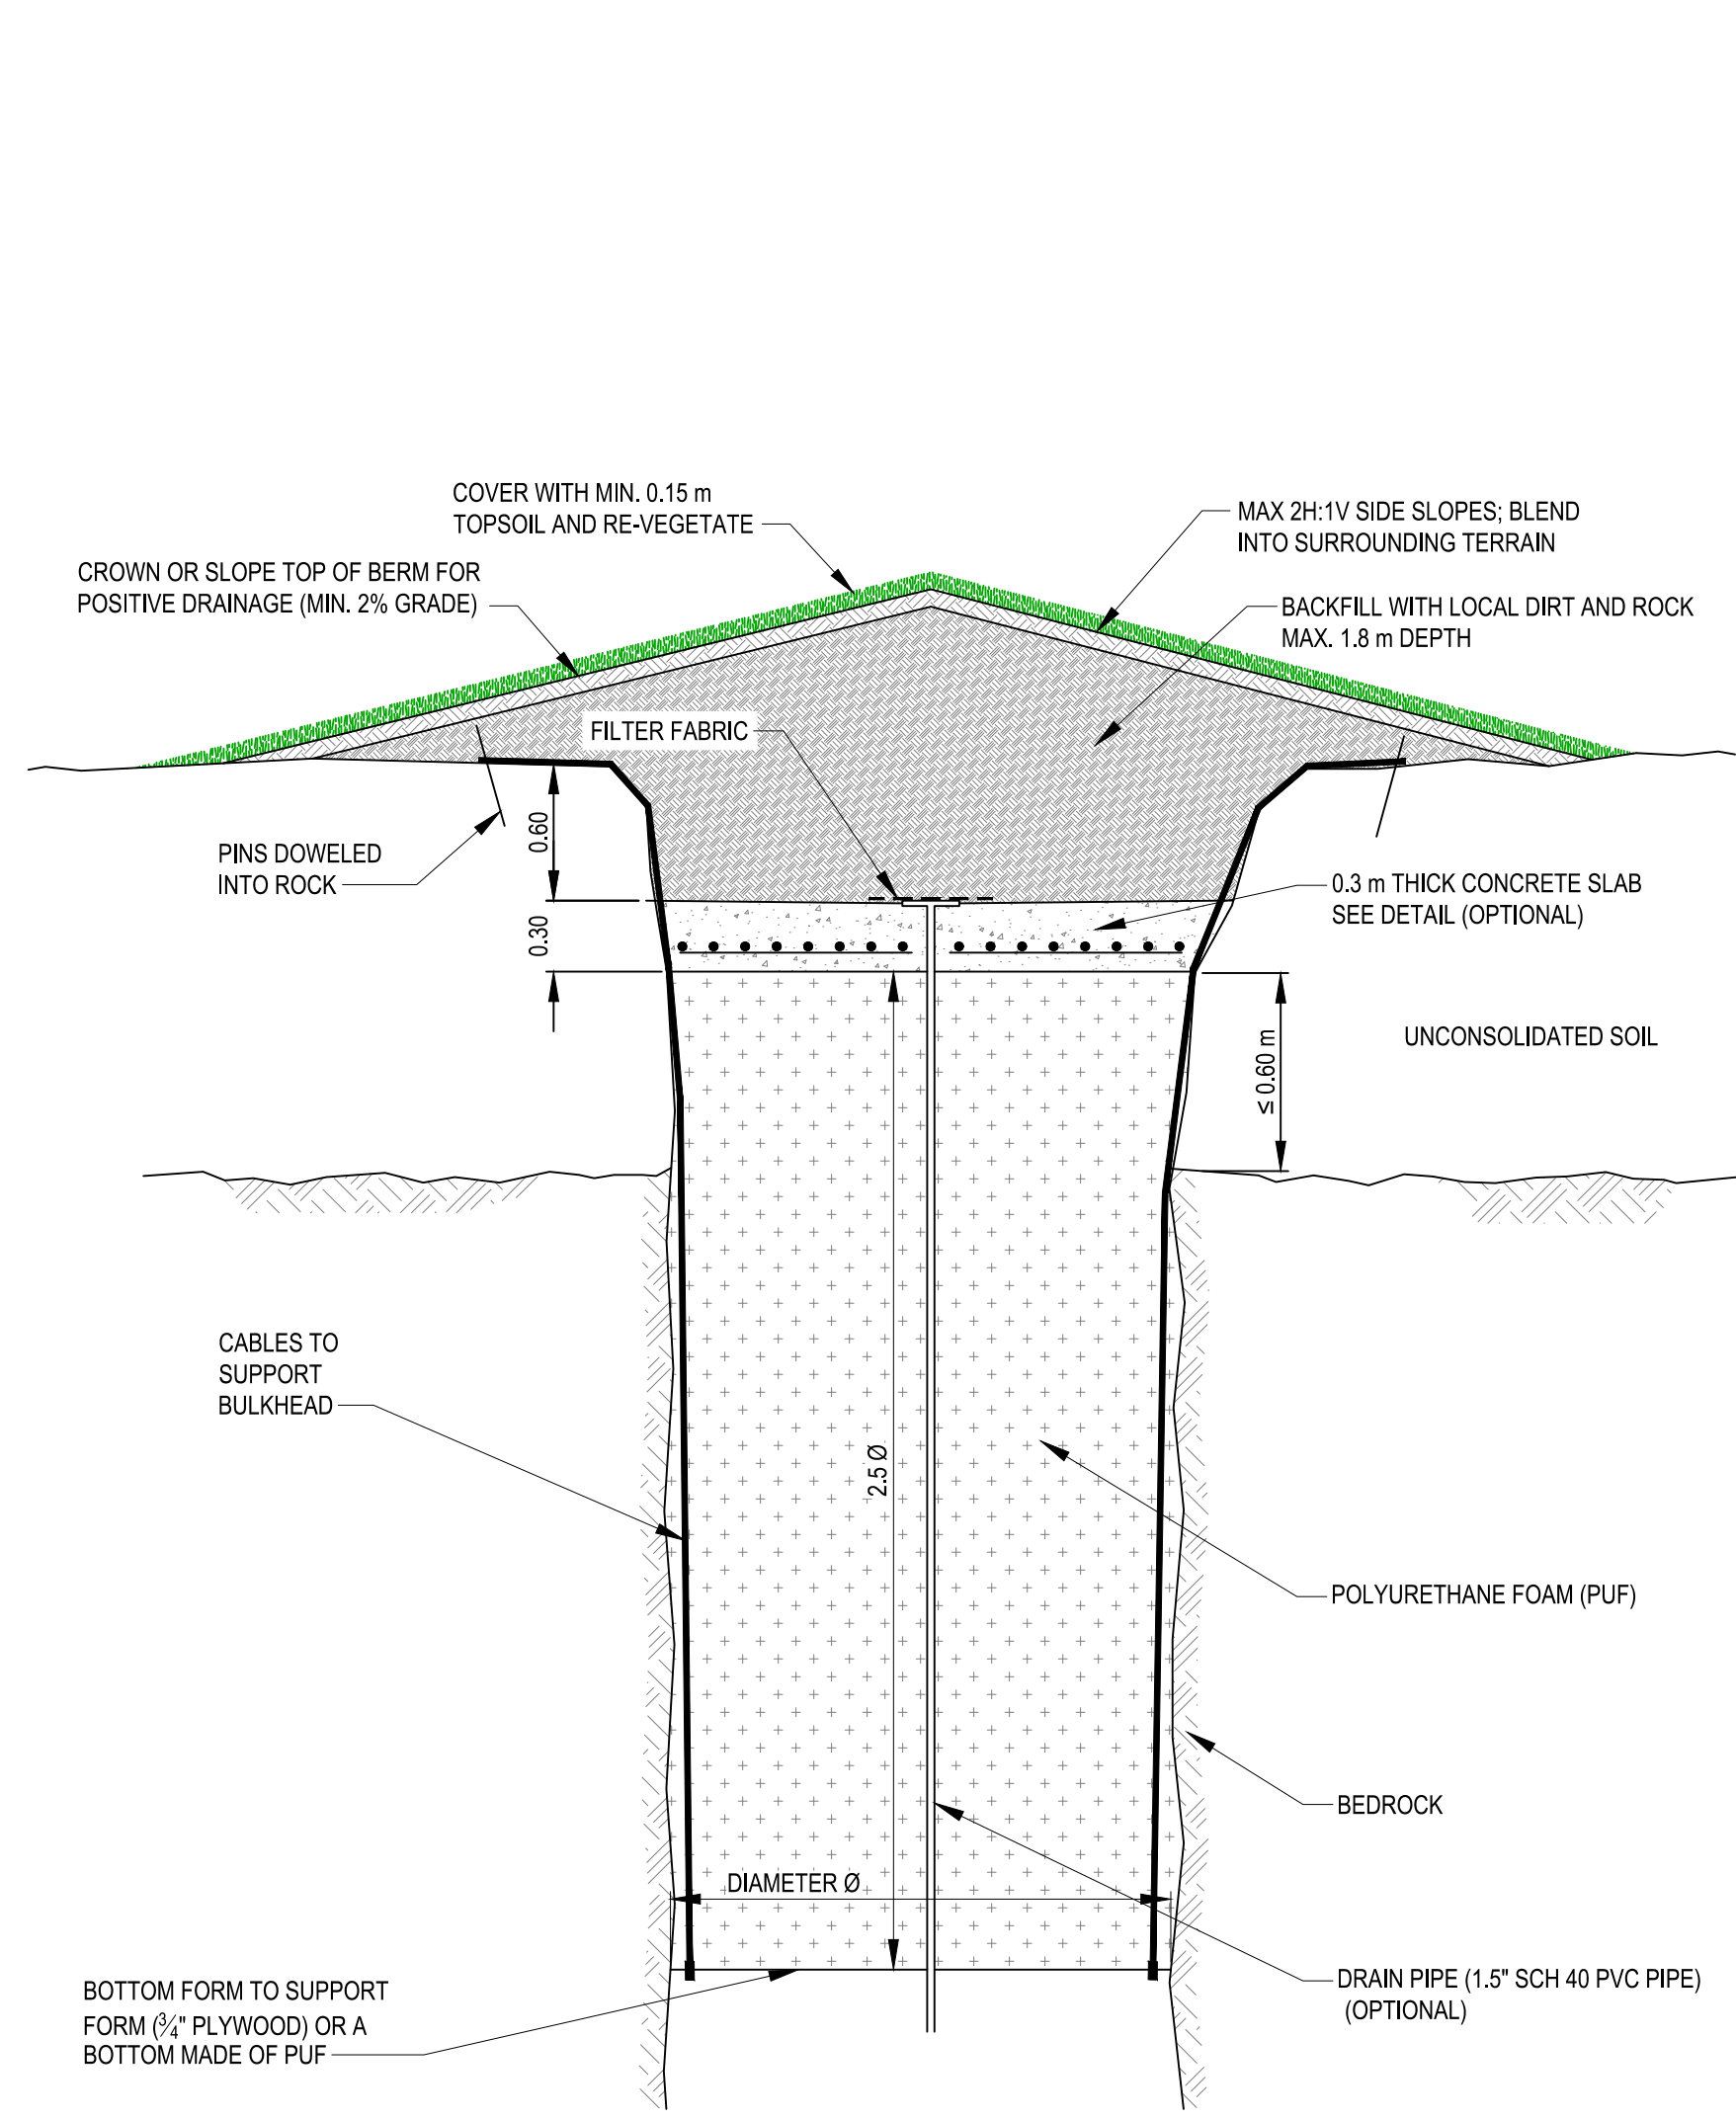 COVER WITH MIN. 0.15 m
TOPSOIL AND RE-VEGETATE
MAX 2H:1V SIDE SLOPES; BLEND
INTO SURROUNDING TERRAIN
CROWN OR SLOPE TOP OF BERM FOR
POSITIVE DRAINAGE (MIN. 2% GRADE)
BACKFILL WITH LOCAL DIRT AND ROCK
MAX. 1.8 m DEPTH
FILTER FABRIC
0.60
PINS DOWELED
INTO ROCK
0.3 m THICK CONCRETE SLAB
SEE DETAIL (OPTIONAL)
0.30
UNCONSOLIDATED SOIL
≤ 0.60 m
CABLES TO
SUPPORT
BULKHEAD
2.5 Ø
POLYURETHANE FOAM (PUF)
BEDROCK
DIAMETER Ø
DRAIN PIPE (1.5" SCH 40 PVC PIPE)
(OPTIONAL)
BOTTOM FORM TO SUPPORT
FORM (¾" PLYWOOD) OR A
BOTTOM MADE OF PUF